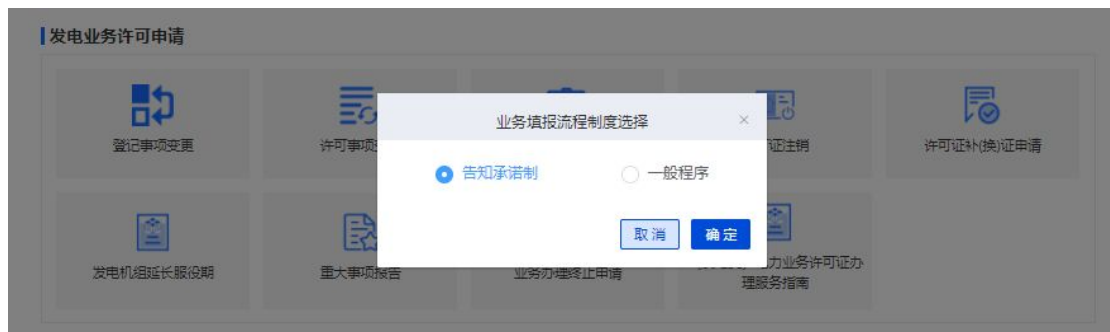 发电业务许可申请
业务填报流程制度选择
登记事项变更
许可事项
证注销
许可证补(换)证申请
告知承诺制
一般程序
取消
确定
发电机组延长服役期
重大事项报告
业务办理终止申请
力业务许可证办
理服务指南